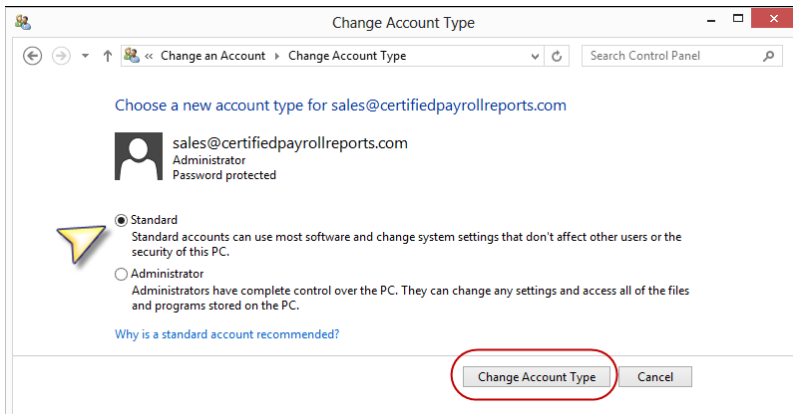 Change Account Type
« Change an Account ▸ Change Account Type
Search Control Panel
Choose a new account type for sales@certifiedpayrollreports.com
sales@certifiedpayrollreports.com
Administrator
Password protected
Standard
Standard accounts can use most software and change system settings that don't affect other users or the
security of this PC.
Administrator
Administrators have complete control over the PC. They can change any settings and access all of the files
and programs stored on the PC.
Why is a standard account recommended?
Change Account Type
Cancel